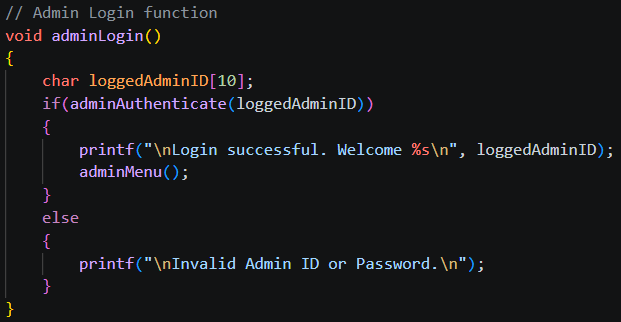 // Admin Login function
void adminLogin()
{
    char loggedAdminID[10];
    if(adminAuthenticate(loggedAdminID))
    {
        printf("\nLogin successful. Welcome %s\n", loggedAdminID);
        adminMenu();
    }
    else
    {
        printf("\nInvalid Admin ID or Password.\n");
    }
}